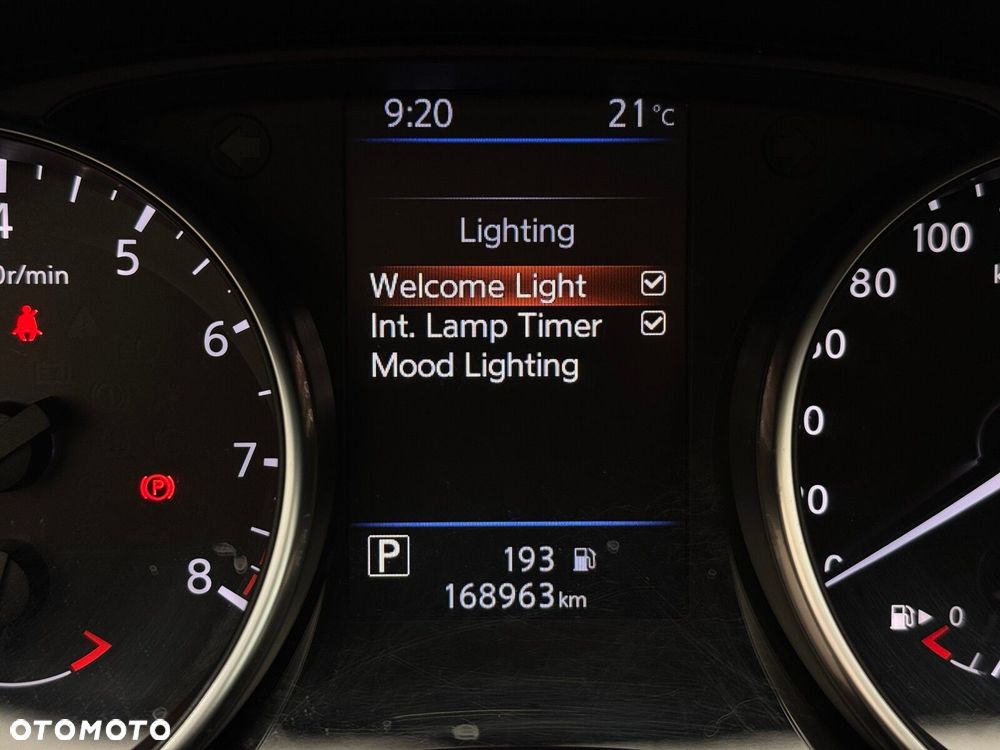 9:20 21°C
Lighting
Welcome Light
Int. Lamp Timer
Mood Lighting
P 193
168963km
4
5
r/min
6
7
8
P
100
80
0
OTOMOTO